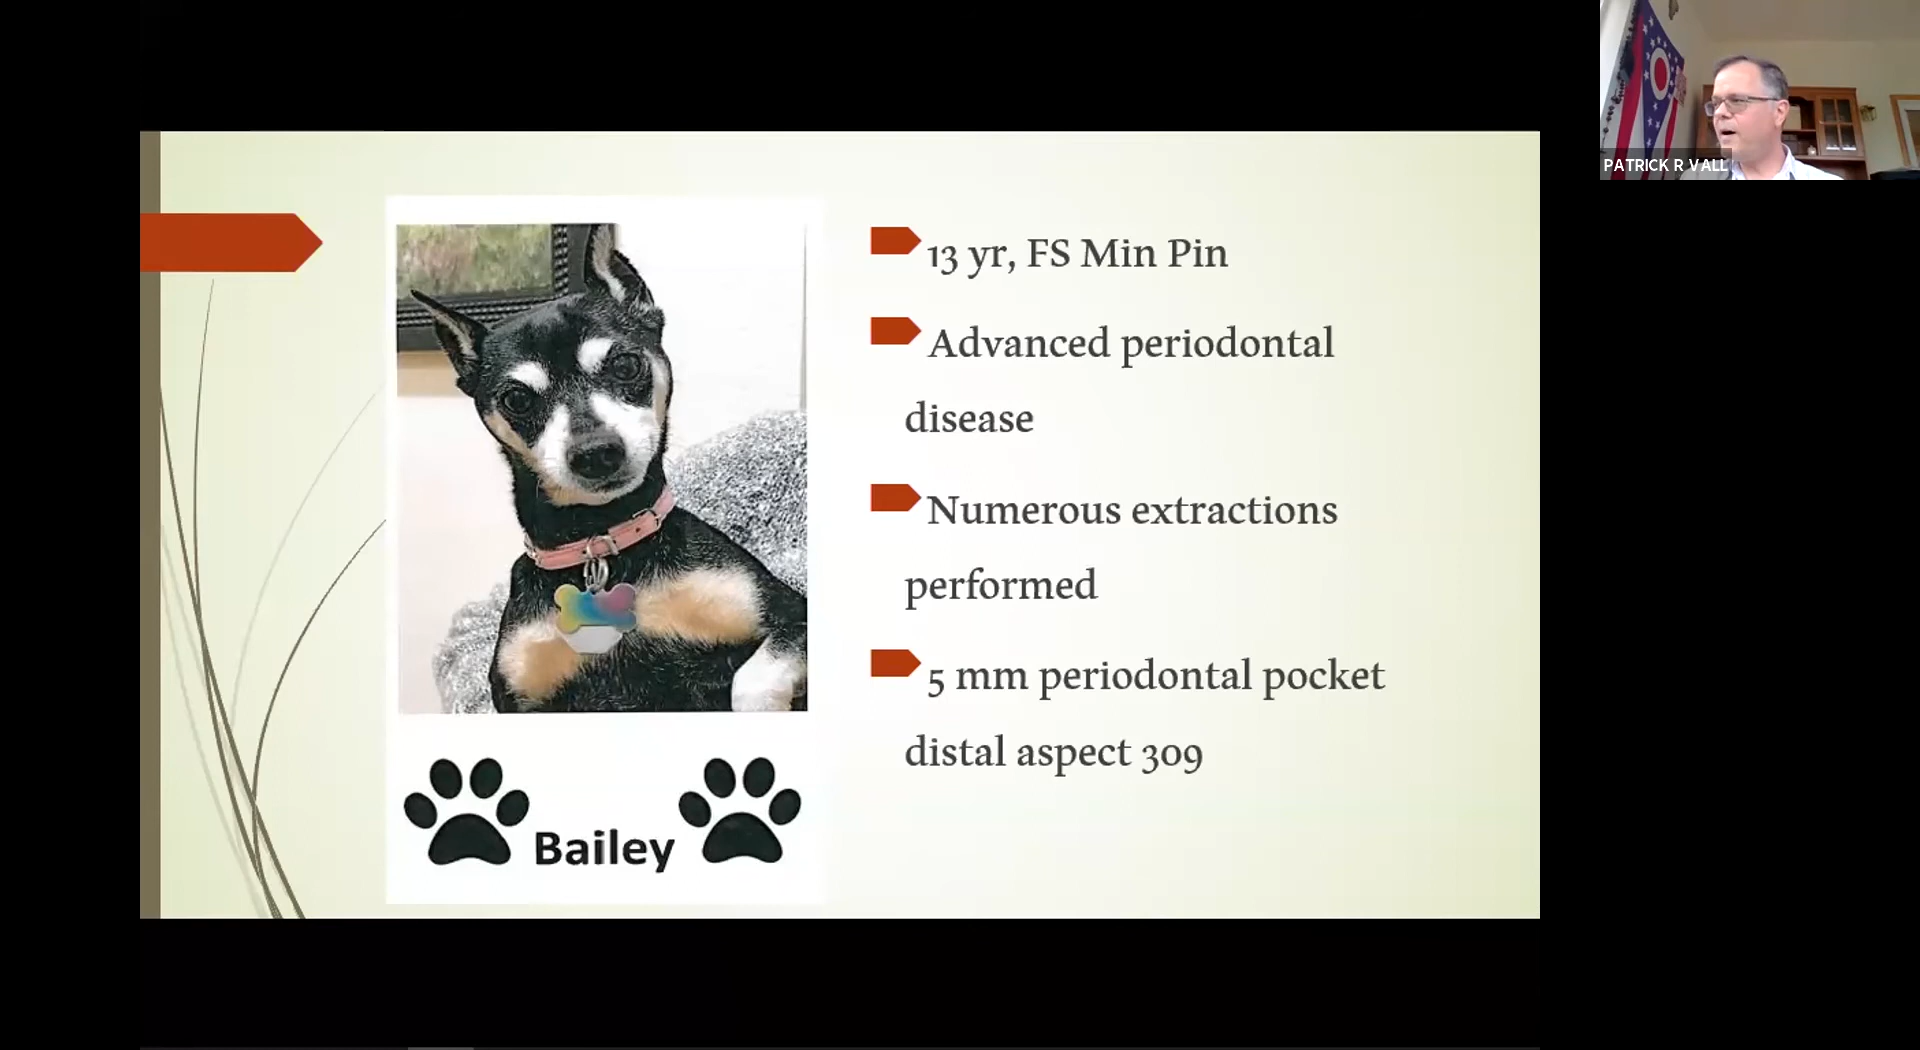 PATRICK R VALL
13 yr, FS Min Pin
Advanced periodontal
disease
Numerous extractions
performed
5 mm periodontal pocket
distal aspect 309
Bailey